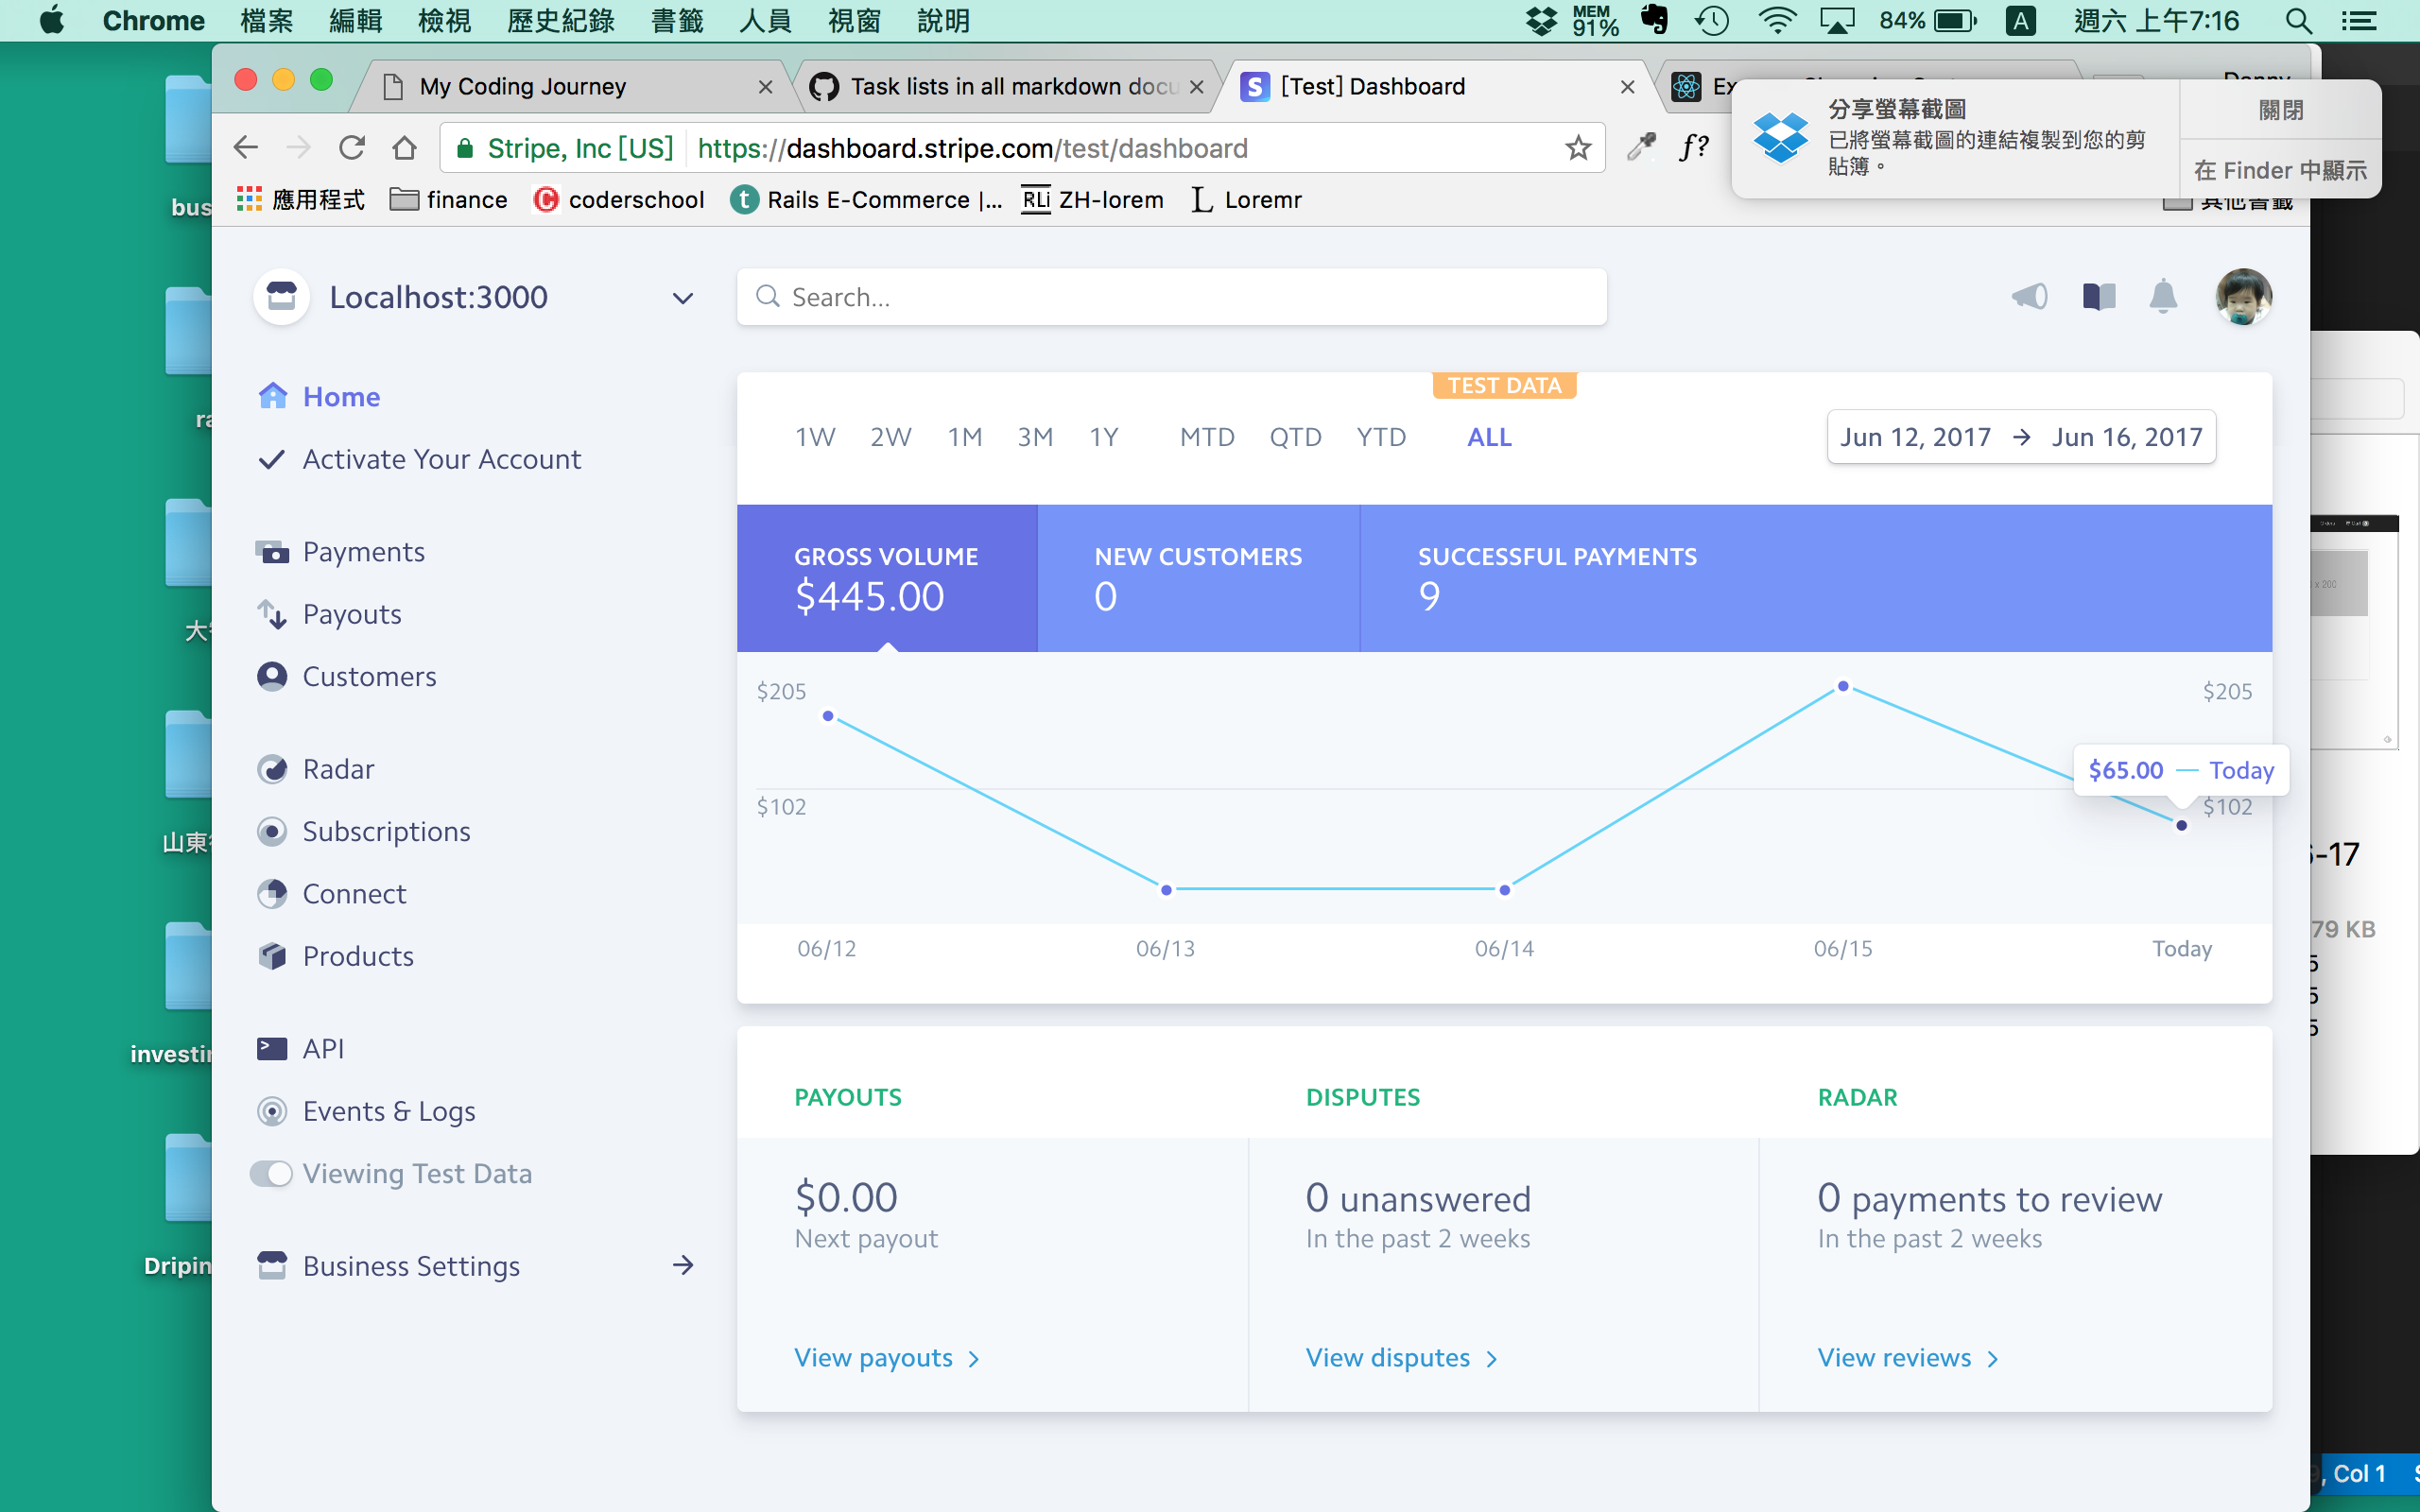 Chrome 檔案 編輯 檢視 歷史紀錄 書籤 人員 視窗 說明 MEM 91% 84% A 週六 上午7:16
My Coding Journey
Task lists in all markdown docu
[Test] Dashboard
Stripe, Inc [US] https://dashboard.stripe.com/test/dashboard f?
分享螢幕截圖
已將螢幕截圖的連結複製到您的剪
貼簿。
關閉
在 Finder 中顯示
應用程式 finance coderschool Rails E-Commerce |... RLi ZH-lorem L Loremr 其他書籤
Localhost:3000
Search...
Home
Activate Your Account
Payments
Payouts
Customers
Radar
Subscriptions
Connect
Products
API
Events & Logs
Viewing Test Data
Business Settings
TEST DATA
1W 2W 1M 3M 1Y MTD QTD YTD ALL
Jun 12, 2017 → Jun 16, 2017
GROSS VOLUME
$445.00
NEW CUSTOMERS
0
SUCCESSFUL PAYMENTS
9
$205 $205
$65.00 — Today
$102 $102
06/12 06/13 06/14 06/15 Today
PAYOUTS
$0.00
Next payout
View payouts
DISPUTES
0 unanswered
In the past 2 weeks
View disputes
RADAR
0 payments to review
In the past 2 weeks
View reviews
-17
79 KB
5
5
5
, Col 1